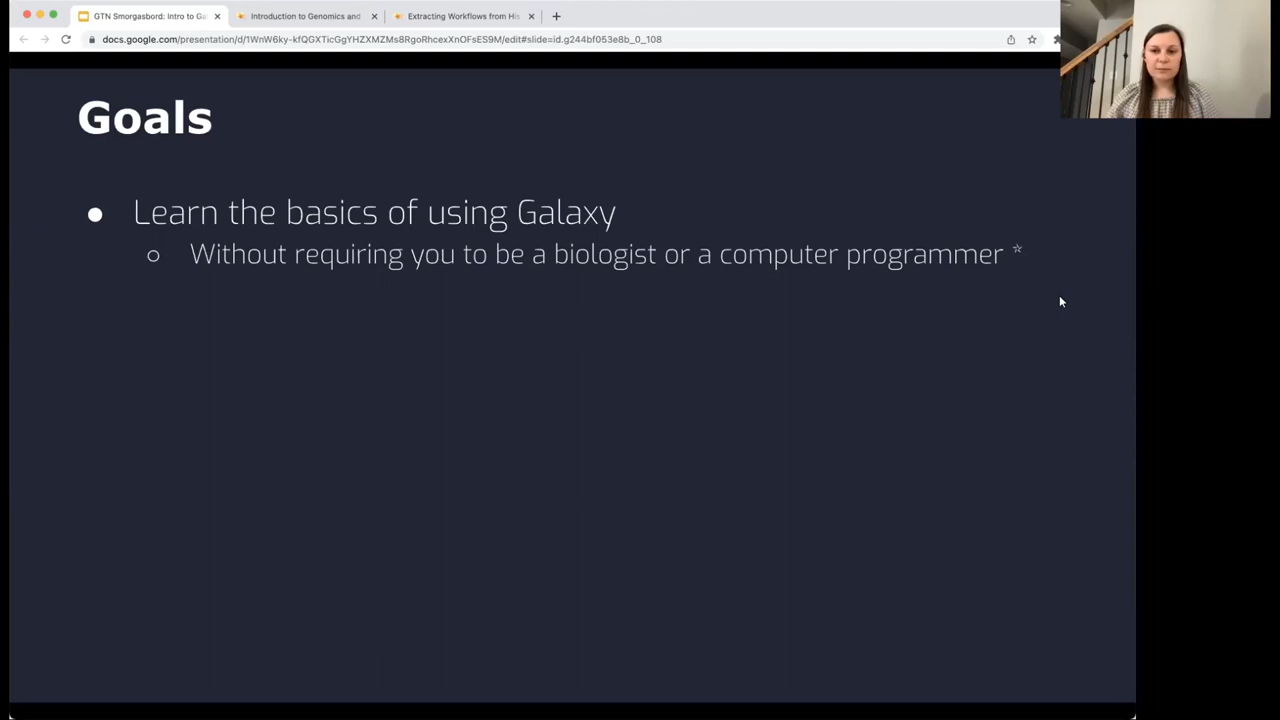 GTN Smorgasbord: Intro to Ga
Introduction to Genomics and
Extracting Workflows from His
docs.google.com/presentation/d/1WnW6ky-kfQGXTicGgYHZXMZMs8RgoRhcexXnOFsES9M/edit#slide=id.g244bf053e8b_0_108
Goals
● Learn the basics of using Galaxy
○ Without requiring you to be a biologist or a computer programmer *